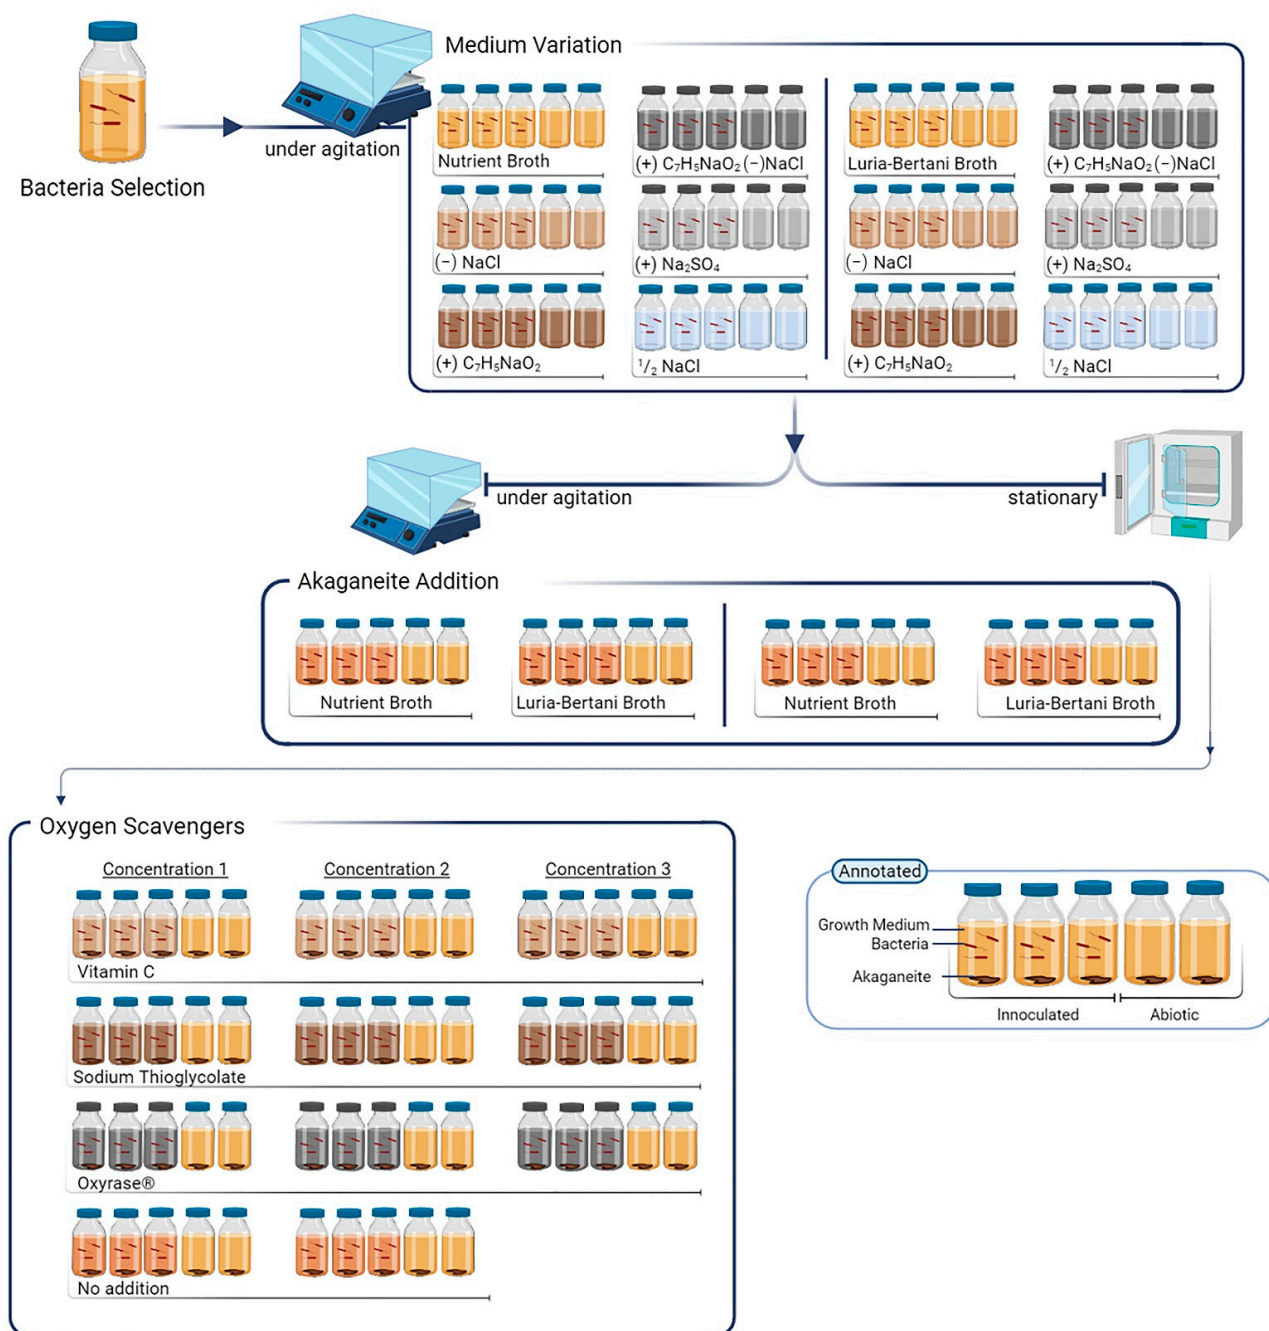 Bacteria Selection
under agitation
Medium Variation
Nutrient Broth
(+) C₇H₅NaO₂ (−)NaCl
Luria-Bertani Broth
(+) C₇H₅NaO₂ (−)NaCl
(−) NaCl
(+) Na₂SO₄
(−) NaCl
(+) Na₂SO₄
(+) C₇H₅NaO₂
¹/₂ NaCl
(+) C₇H₅NaO₂
¹/₂ NaCl
under agitation
stationary
Akaganeite Addition
Nutrient Broth
Luria-Bertani Broth
Nutrient Broth
Luria-Bertani Broth
Oxygen Scavengers
Concentration 1
Concentration 2
Concentration 3
Vitamin C
Sodium Thioglycolate
Oxyrase®
No addition
Annotated
Growth Medium
Bacteria
Akaganeite
Innoculated
Abiotic